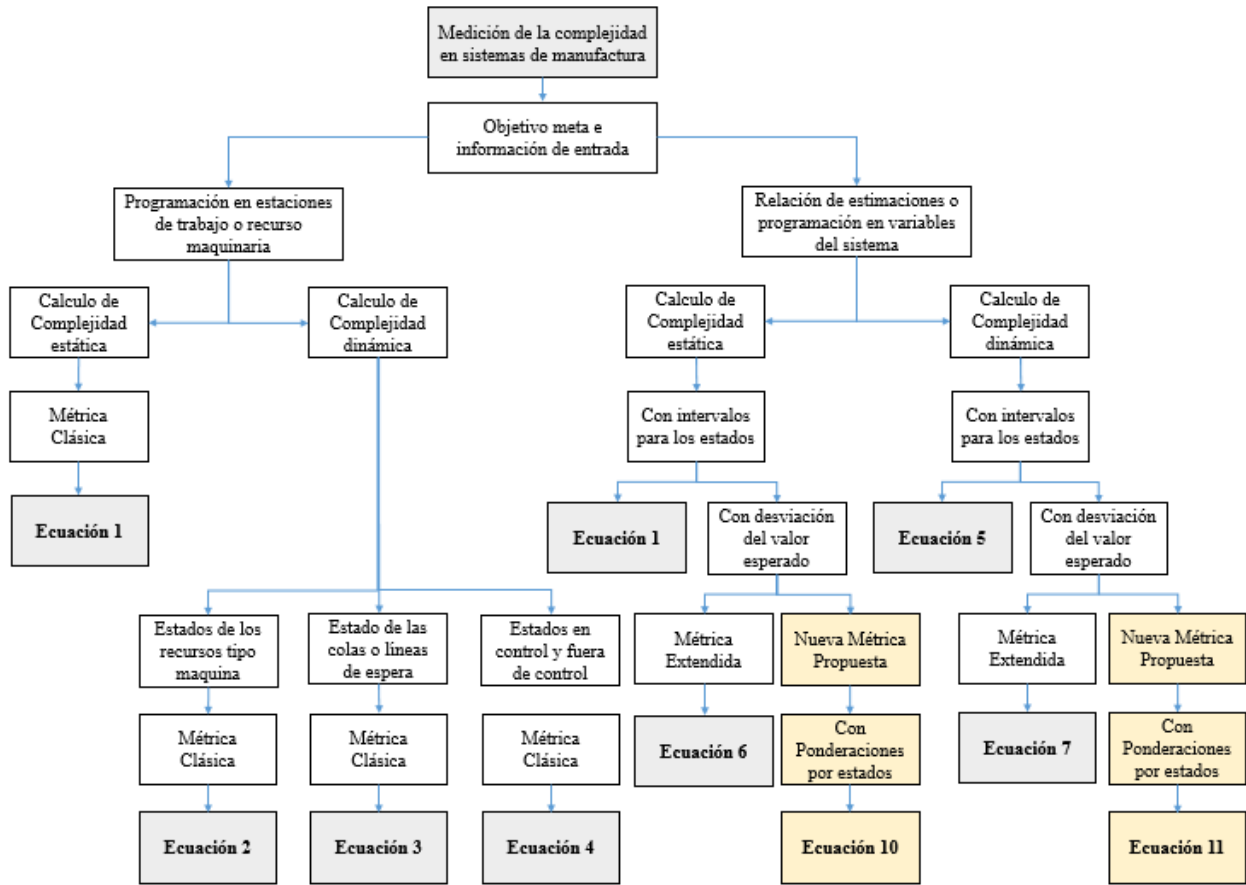 Medición de la complejidad
en sistemas de manufactura
Objetivo meta e
información de entrada
Programación en estaciones
de trabajo o recurso
maquinaria
Relación de estimaciones o
programación en variables
del sistema
Calculo de
Complejidad
estática
Calculo de
Complejidad
dinámica
Calculo de
Complejidad
estática
Calculo de
Complejidad
dinámica
Métrica
Clásica
Con intervalos
para los estados
Con intervalos
para los estados
Ecuación 1
Ecuación 1
Con desviación
del valor
esperado
Ecuación 5
Con desviación
del valor
esperado
Estados de los
recursos tipo
maquina
Estado de las
colas o lineas
de espera
Estados en
control y fuera
de control
Métrica
Extendida
Nueva Métrica
Propuesta
Métrica
Extendida
Nueva Métrica
Propuesta
Métrica
Clásica
Métrica
Clásica
Métrica
Clásica
Ecuación 6
Con
Ponderaciones
por estados
Ecuación 7
Con
Ponderaciones
por estados
Ecuación 2
Ecuación 3
Ecuación 4
Ecuación 10
Ecuación 11